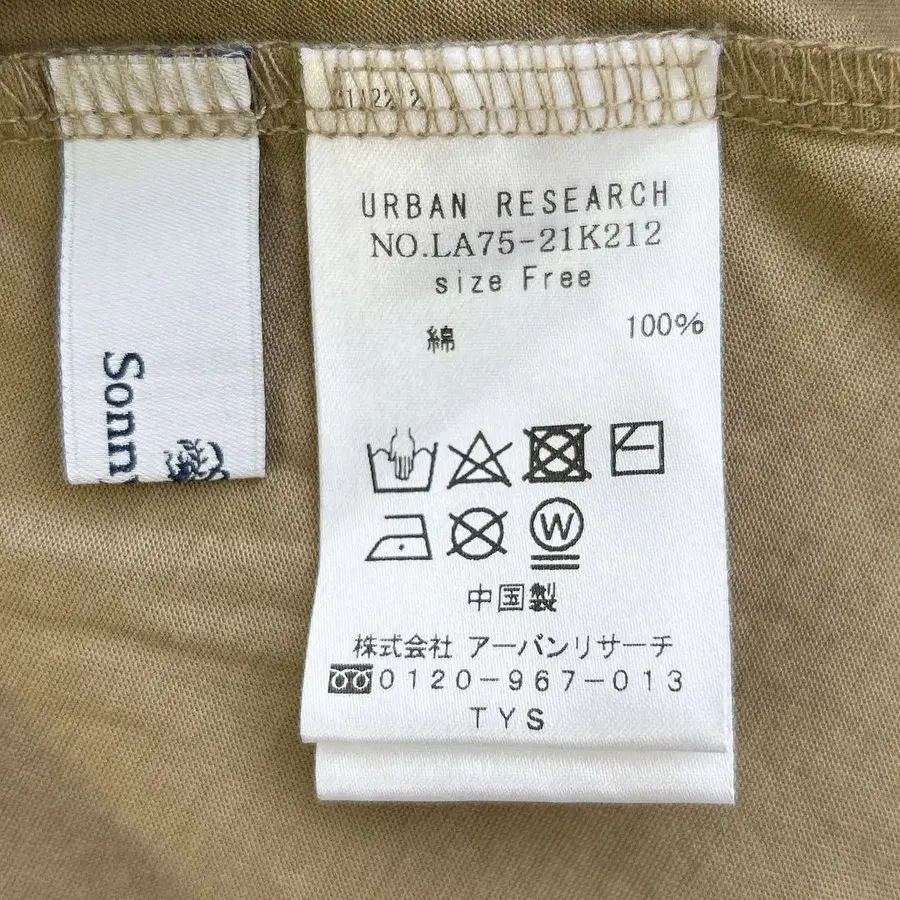 URBAN RESEARCH
NO.LA75-21K212
size Free
綿 100%
W
中国製
株式会社 アーバンリサーチ
0120-967-013
TYS
Sonn